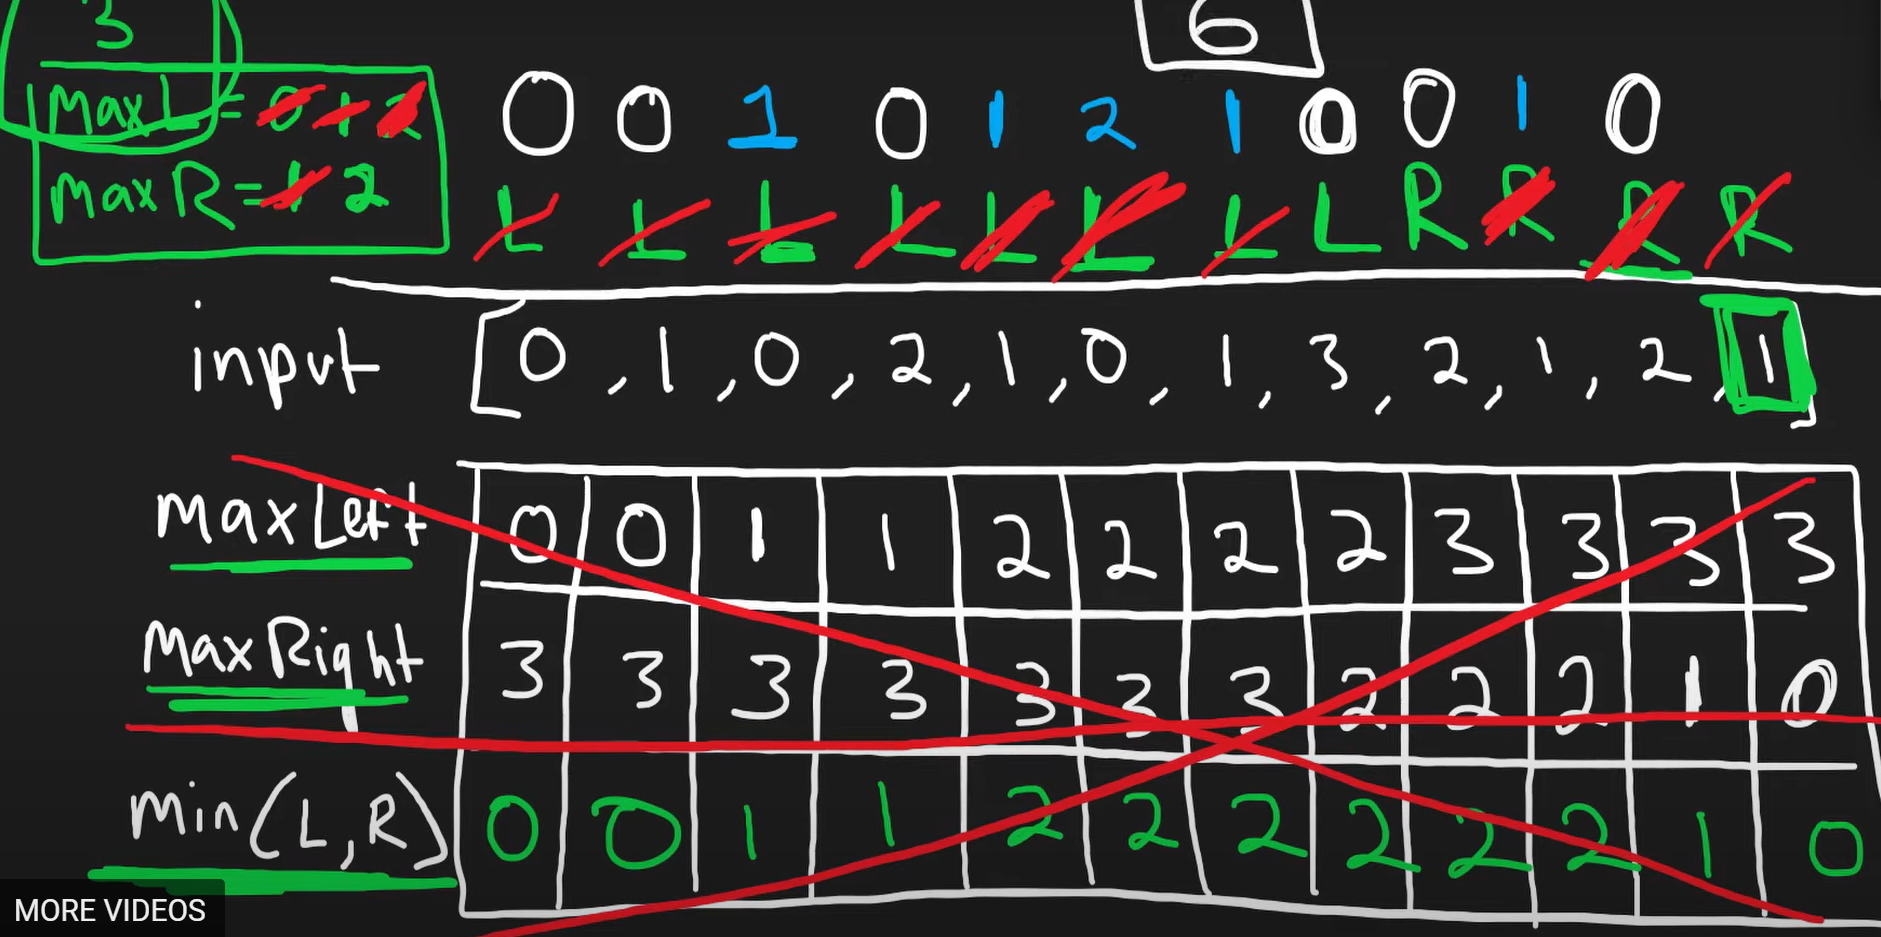 3
6
maxL = 0 1 2
0 0 1 0 1 2 1 0 0 1 0
maxR = 1 2
L L L L L L L L R R R R
input [0, 1, 0, 2, 1, 0, 1, 3, 2, 1, 2, 1]
maxLeft 0 0 1 1 2 2 2 2 3 3 3 3
MaxRight 3 3 3 3 3 3 3 2 2 2 1 0
Min(L,R) 0 0 1 1 2 2 2 2 2 2 1 0
MORE VIDEOS